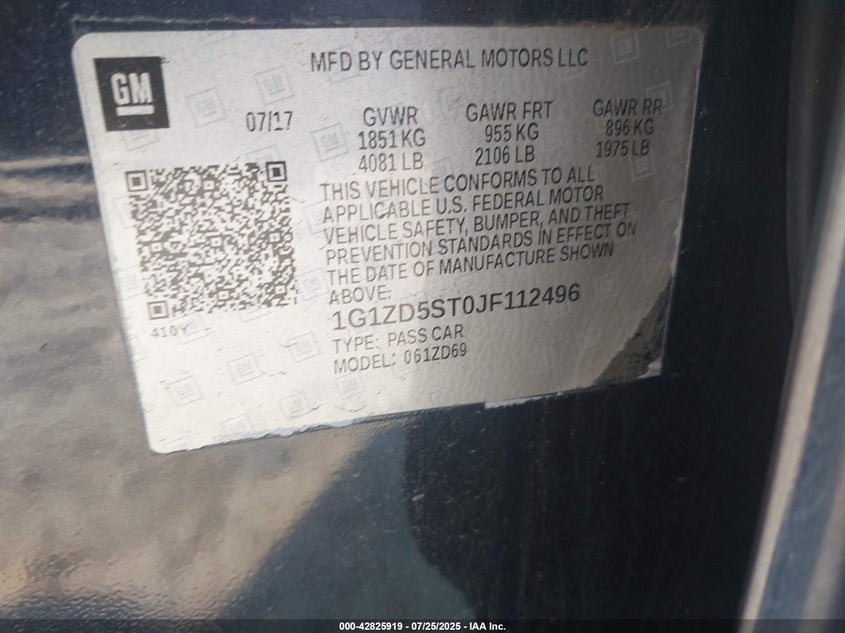 GM
MFD BY GENERAL MOTORS LLC
07/17
GVWR
1851 KG
4081 LB
GAWR FRT
955 KG
2106 LB
GAWR RR
896 KG
1975 LB
THIS VEHICLE CONFORMS TO ALL
APPLICABLE U.S. FEDERAL MOTOR
VEHICLE SAFETY, BUMPER, AND THEFT
PREVENTION STANDARDS IN EFFECT ON
THE DATE OF MANUFACTURE SHOWN
ABOVE.
1G1ZD5ST0JF112496
TYPE: PASS CAR
MODEL: 061ZD69
410Y
000-42825919 / 07/25/2025 - IAA Inc.